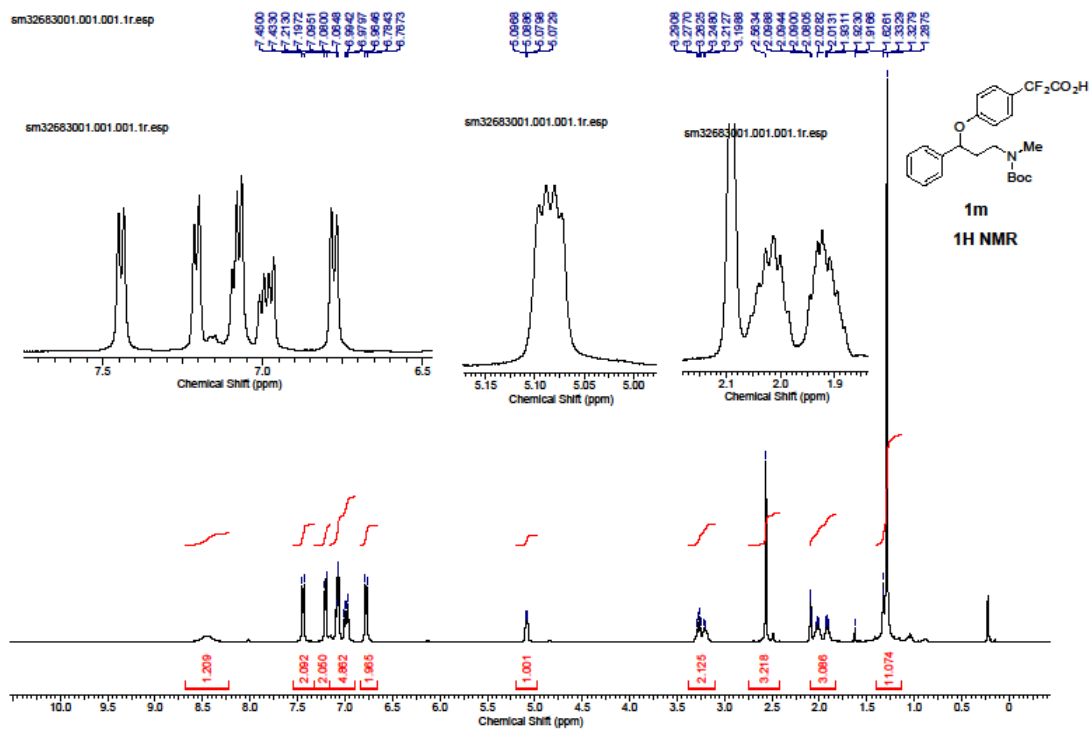 sm32683001.001.001.1r.esp
7.4500 7.4330 7.2130 7.1972 7.0951 7.0800 7.0648 6.9942 6.9797 6.9646 6.7843 6.7673 5.0968 5.0886 5.0798 5.0729 3.2908 3.2770 3.2625 3.2480 3.2127 3.1988 2.5634 2.0988 2.0944 2.0900 2.0805 2.0282 2.0131 1.9311 1.9230 1.9166 1.6261 1.3329 1.3279 1.2875
sm32683001.001.001.1r.esp
7.5 7.0 6.5
Chemical Shift (ppm)
sm32683001.001.001.1r.esp
5.15 5.10 5.05 5.00
Chemical Shift (ppm)
sm32683001.001.001.1r.esp
2.1 2.0 1.9
Chemical Shift (ppm)
CF2CO2H
O
Me
N
Boc
1m
1H NMR
1.209 2.092 2.050 4.862 1.965 1.001 2.125 3.218 3.086 11.074
10.0 9.5 9.0 8.5 8.0 7.5 7.0 6.5 6.0 5.5 5.0 4.5 4.0 3.5 3.0 2.5 2.0 1.5 1.0 0.5 0
Chemical Shift (ppm)